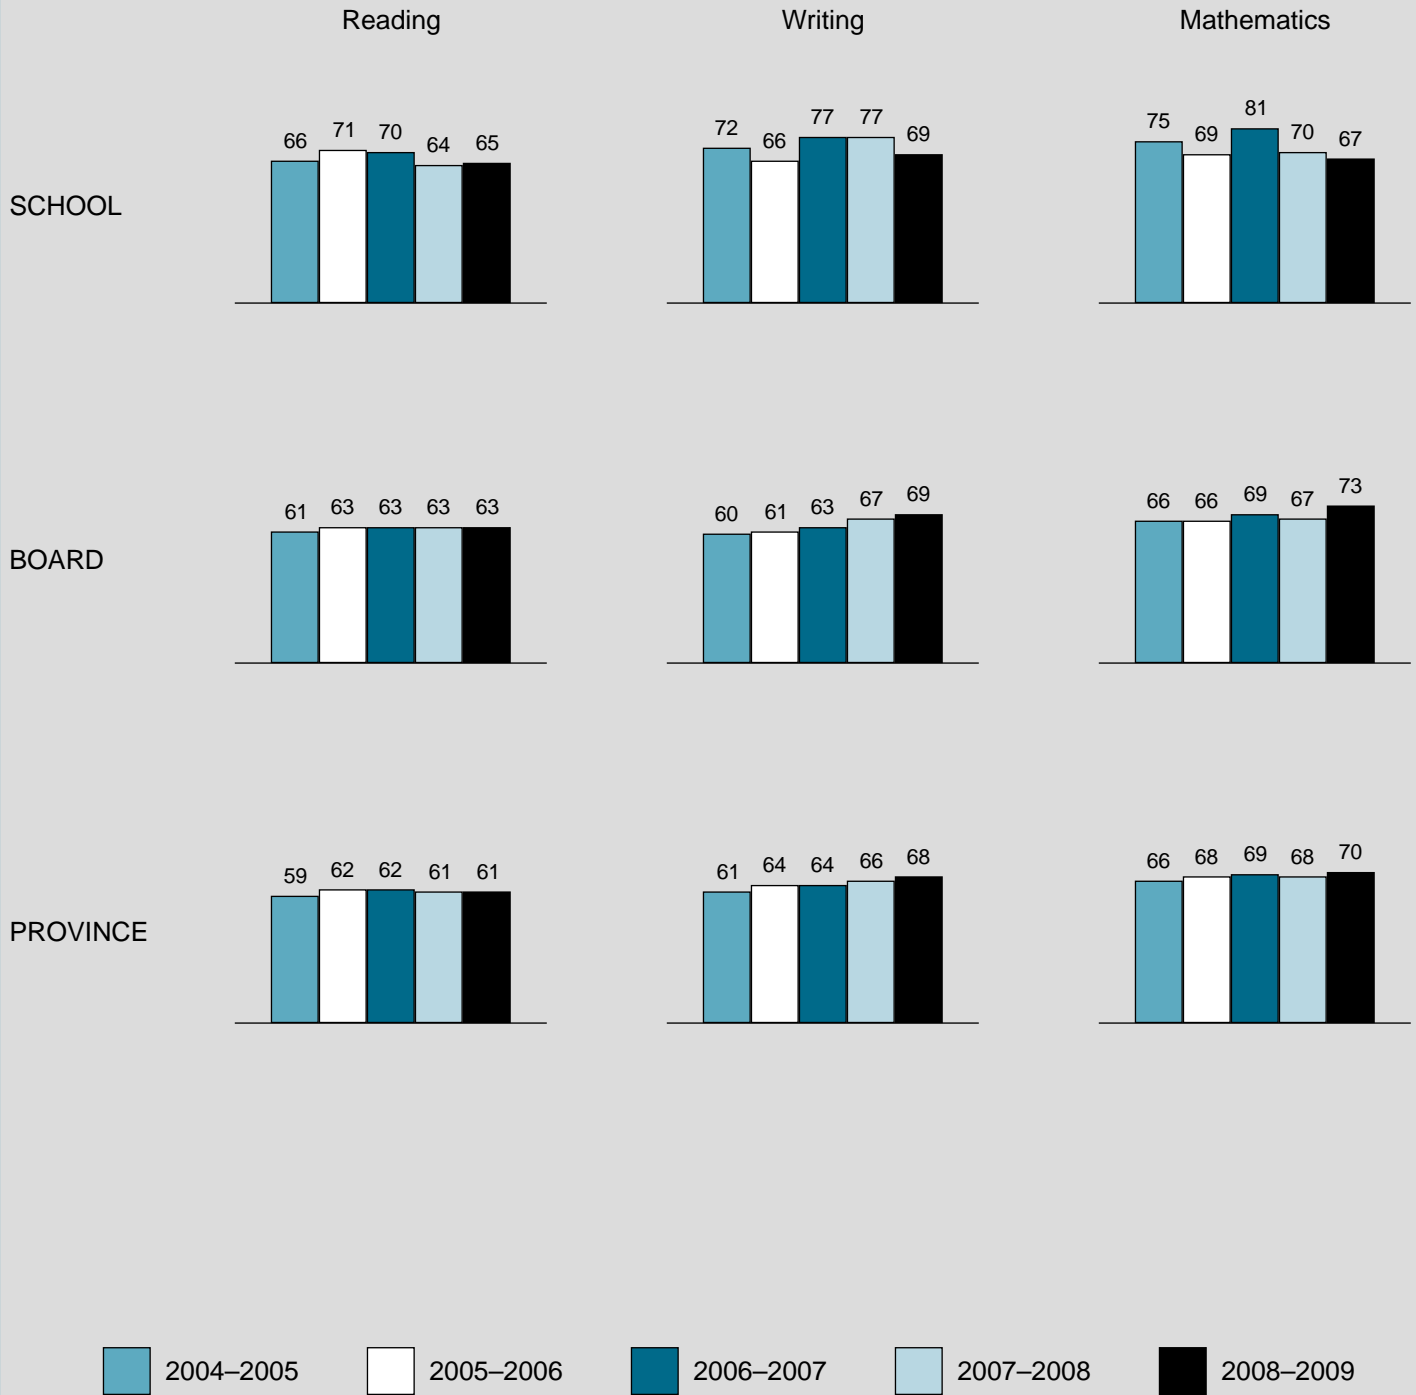 Reading Writing Mathematics
66 71 70 64 65 72 66 77 77 69 75 69 81 70 67
SCHOOL
61 63 63 63 63 60 61 63 67 69 66 66 69 67 73
BOARD
59 62 62 61 61 61 64 64 66 68 66 68 69 68 70
PROVINCE
2004–2005 2005–2006 2006–2007 2007–2008 2008–2009